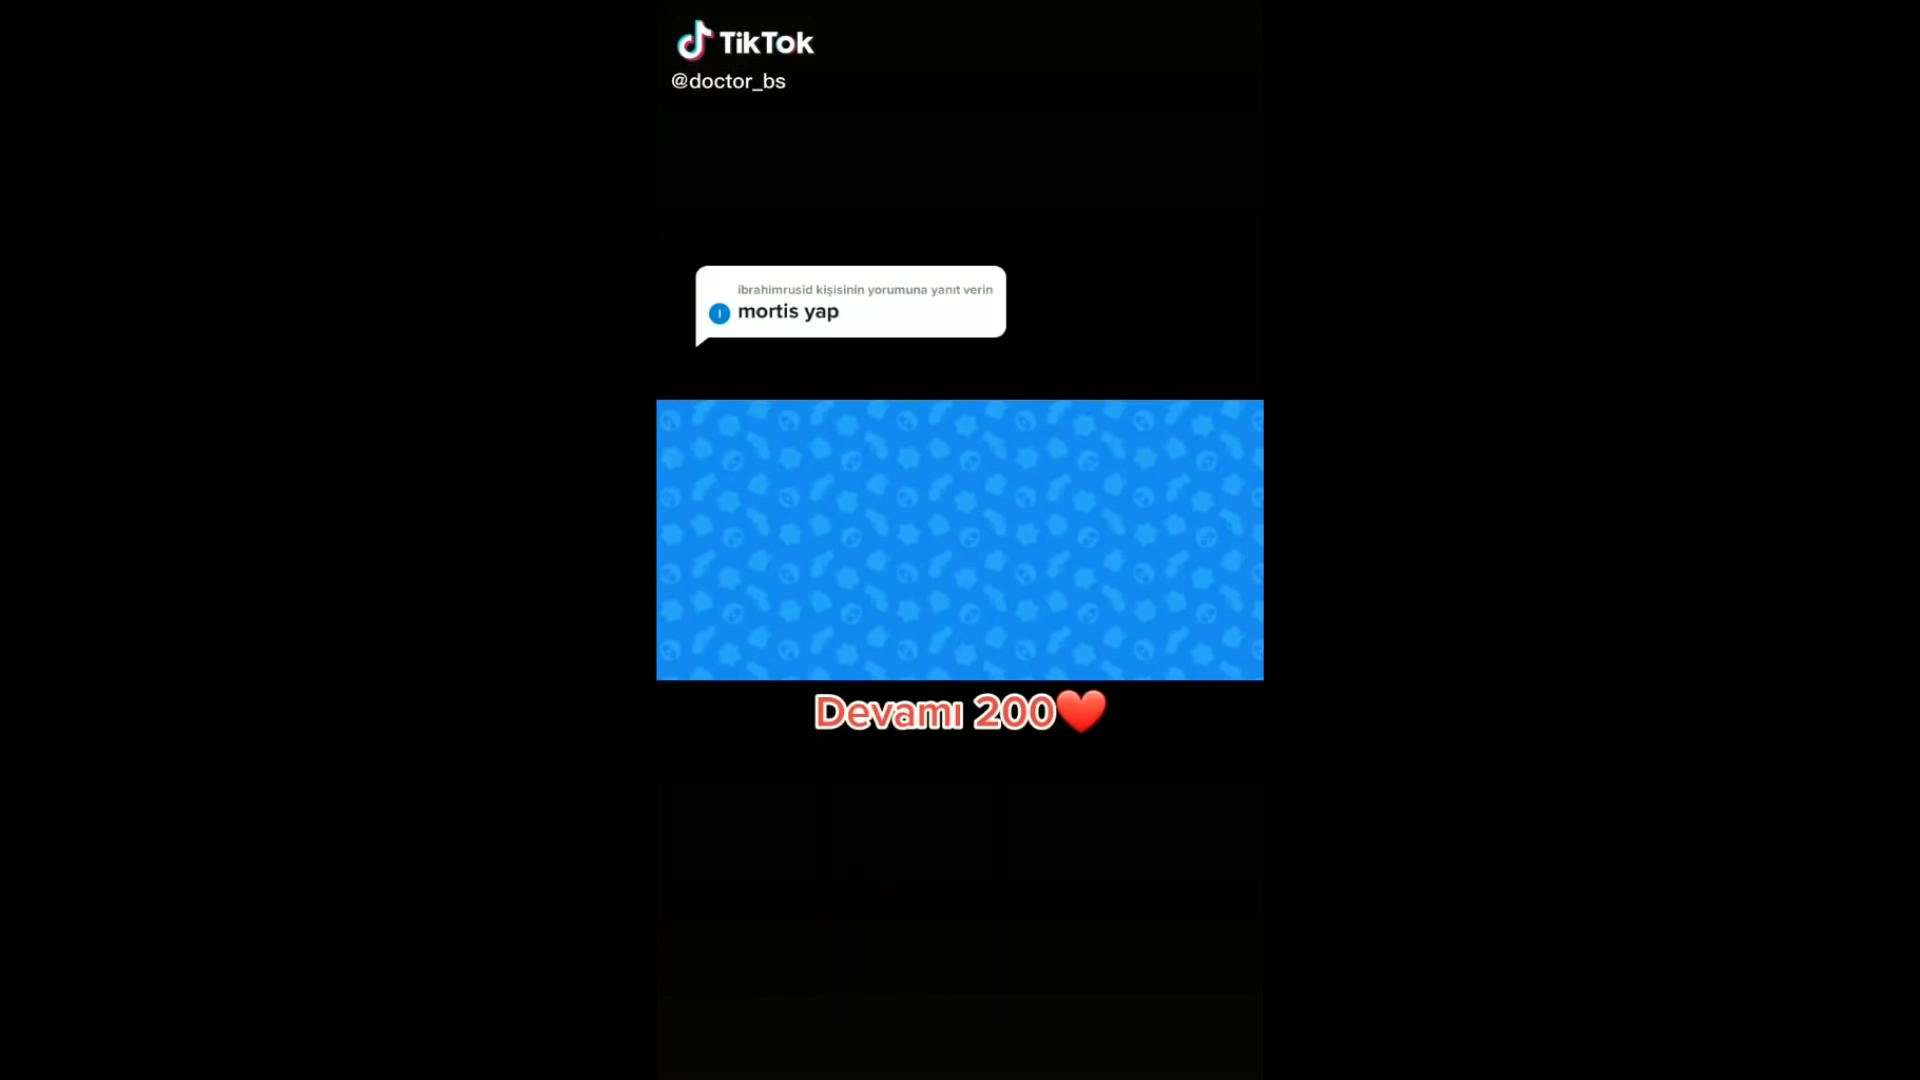 TikTok
@doctor_bs
ibrahimrusid kişisinin yorumuna yanıt verin
I
mortis yap
Devamı 200❤️